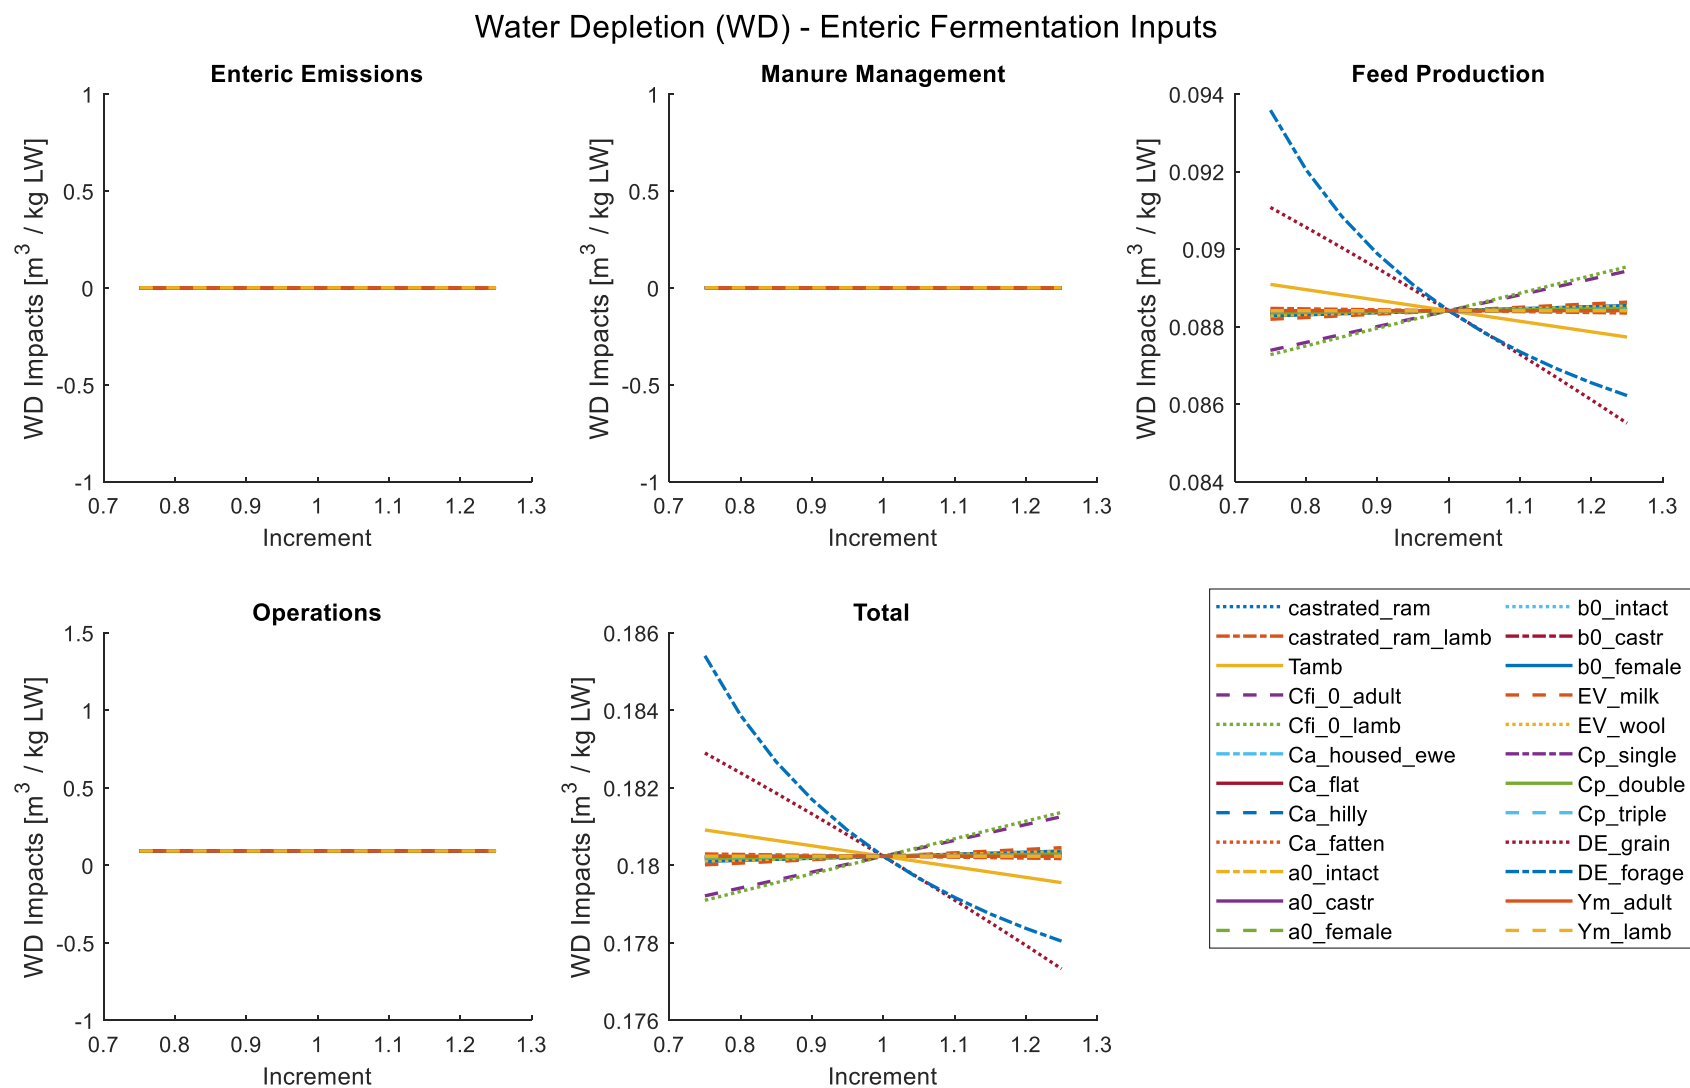 Water Depletion (WD) - Enteric Fermentation Inputs
Enteric Emissions
WD Impacts [m³ / kg LW]
1
0.5
0
-0.5
-1
0.7 0.8 0.9 1 1.1 1.2 1.3
Increment
Manure Management
WD Impacts [m³ / kg LW]
1
0.5
0
-0.5
-1
0.7 0.8 0.9 1 1.1 1.2 1.3
Increment
Feed Production
WD Impacts [m³ / kg LW]
0.094
0.092
0.09
0.088
0.086
0.084
0.7 0.8 0.9 1 1.1 1.2 1.3
Increment
Operations
WD Impacts [m³ / kg LW]
1.5
1
0.5
0
-0.5
-1
0.7 0.8 0.9 1 1.1 1.2 1.3
Increment
Total
WD Impacts [m³ / kg LW]
0.186
0.184
0.182
0.18
0.178
0.176
0.7 0.8 0.9 1 1.1 1.2 1.3
Increment
castrated_ram
castrated_ram_lamb
Tamb
Cfi_0_adult
Cfi_0_lamb
Ca_housed_ewe
Ca_flat
Ca_hilly
Ca_fatten
a0_intact
a0_castr
a0_female
b0_intact
b0_castr
b0_female
EV_milk
EV_wool
Cp_single
Cp_double
Cp_triple
DE_grain
DE_forage
Ym_adult
Ym_lamb